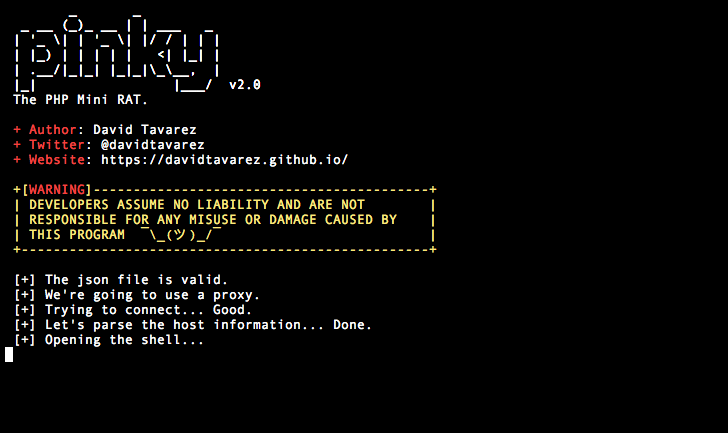 pinky v2.0
The PHP Mini RAT.
+ Author: David Tavarez
+ Twitter: @davidtavarez
+ Website: https://davidtavarez.github.io/
+[WARNING]------------------------------------------+
| DEVELOPERS ASSUME NO LIABILITY AND ARE NOT        |
| RESPONSIBLE FOR ANY MISUSE OR DAMAGE CAUSED BY    |
| THIS PROGRAM  ¯\_(ツ)_/¯                           |
+---------------------------------------------------+
[+] The json file is valid.
[+] We're going to use a proxy.
[+] Trying to connect... Good.
[+] Let's parse the host information... Done.
[+] Opening the shell...